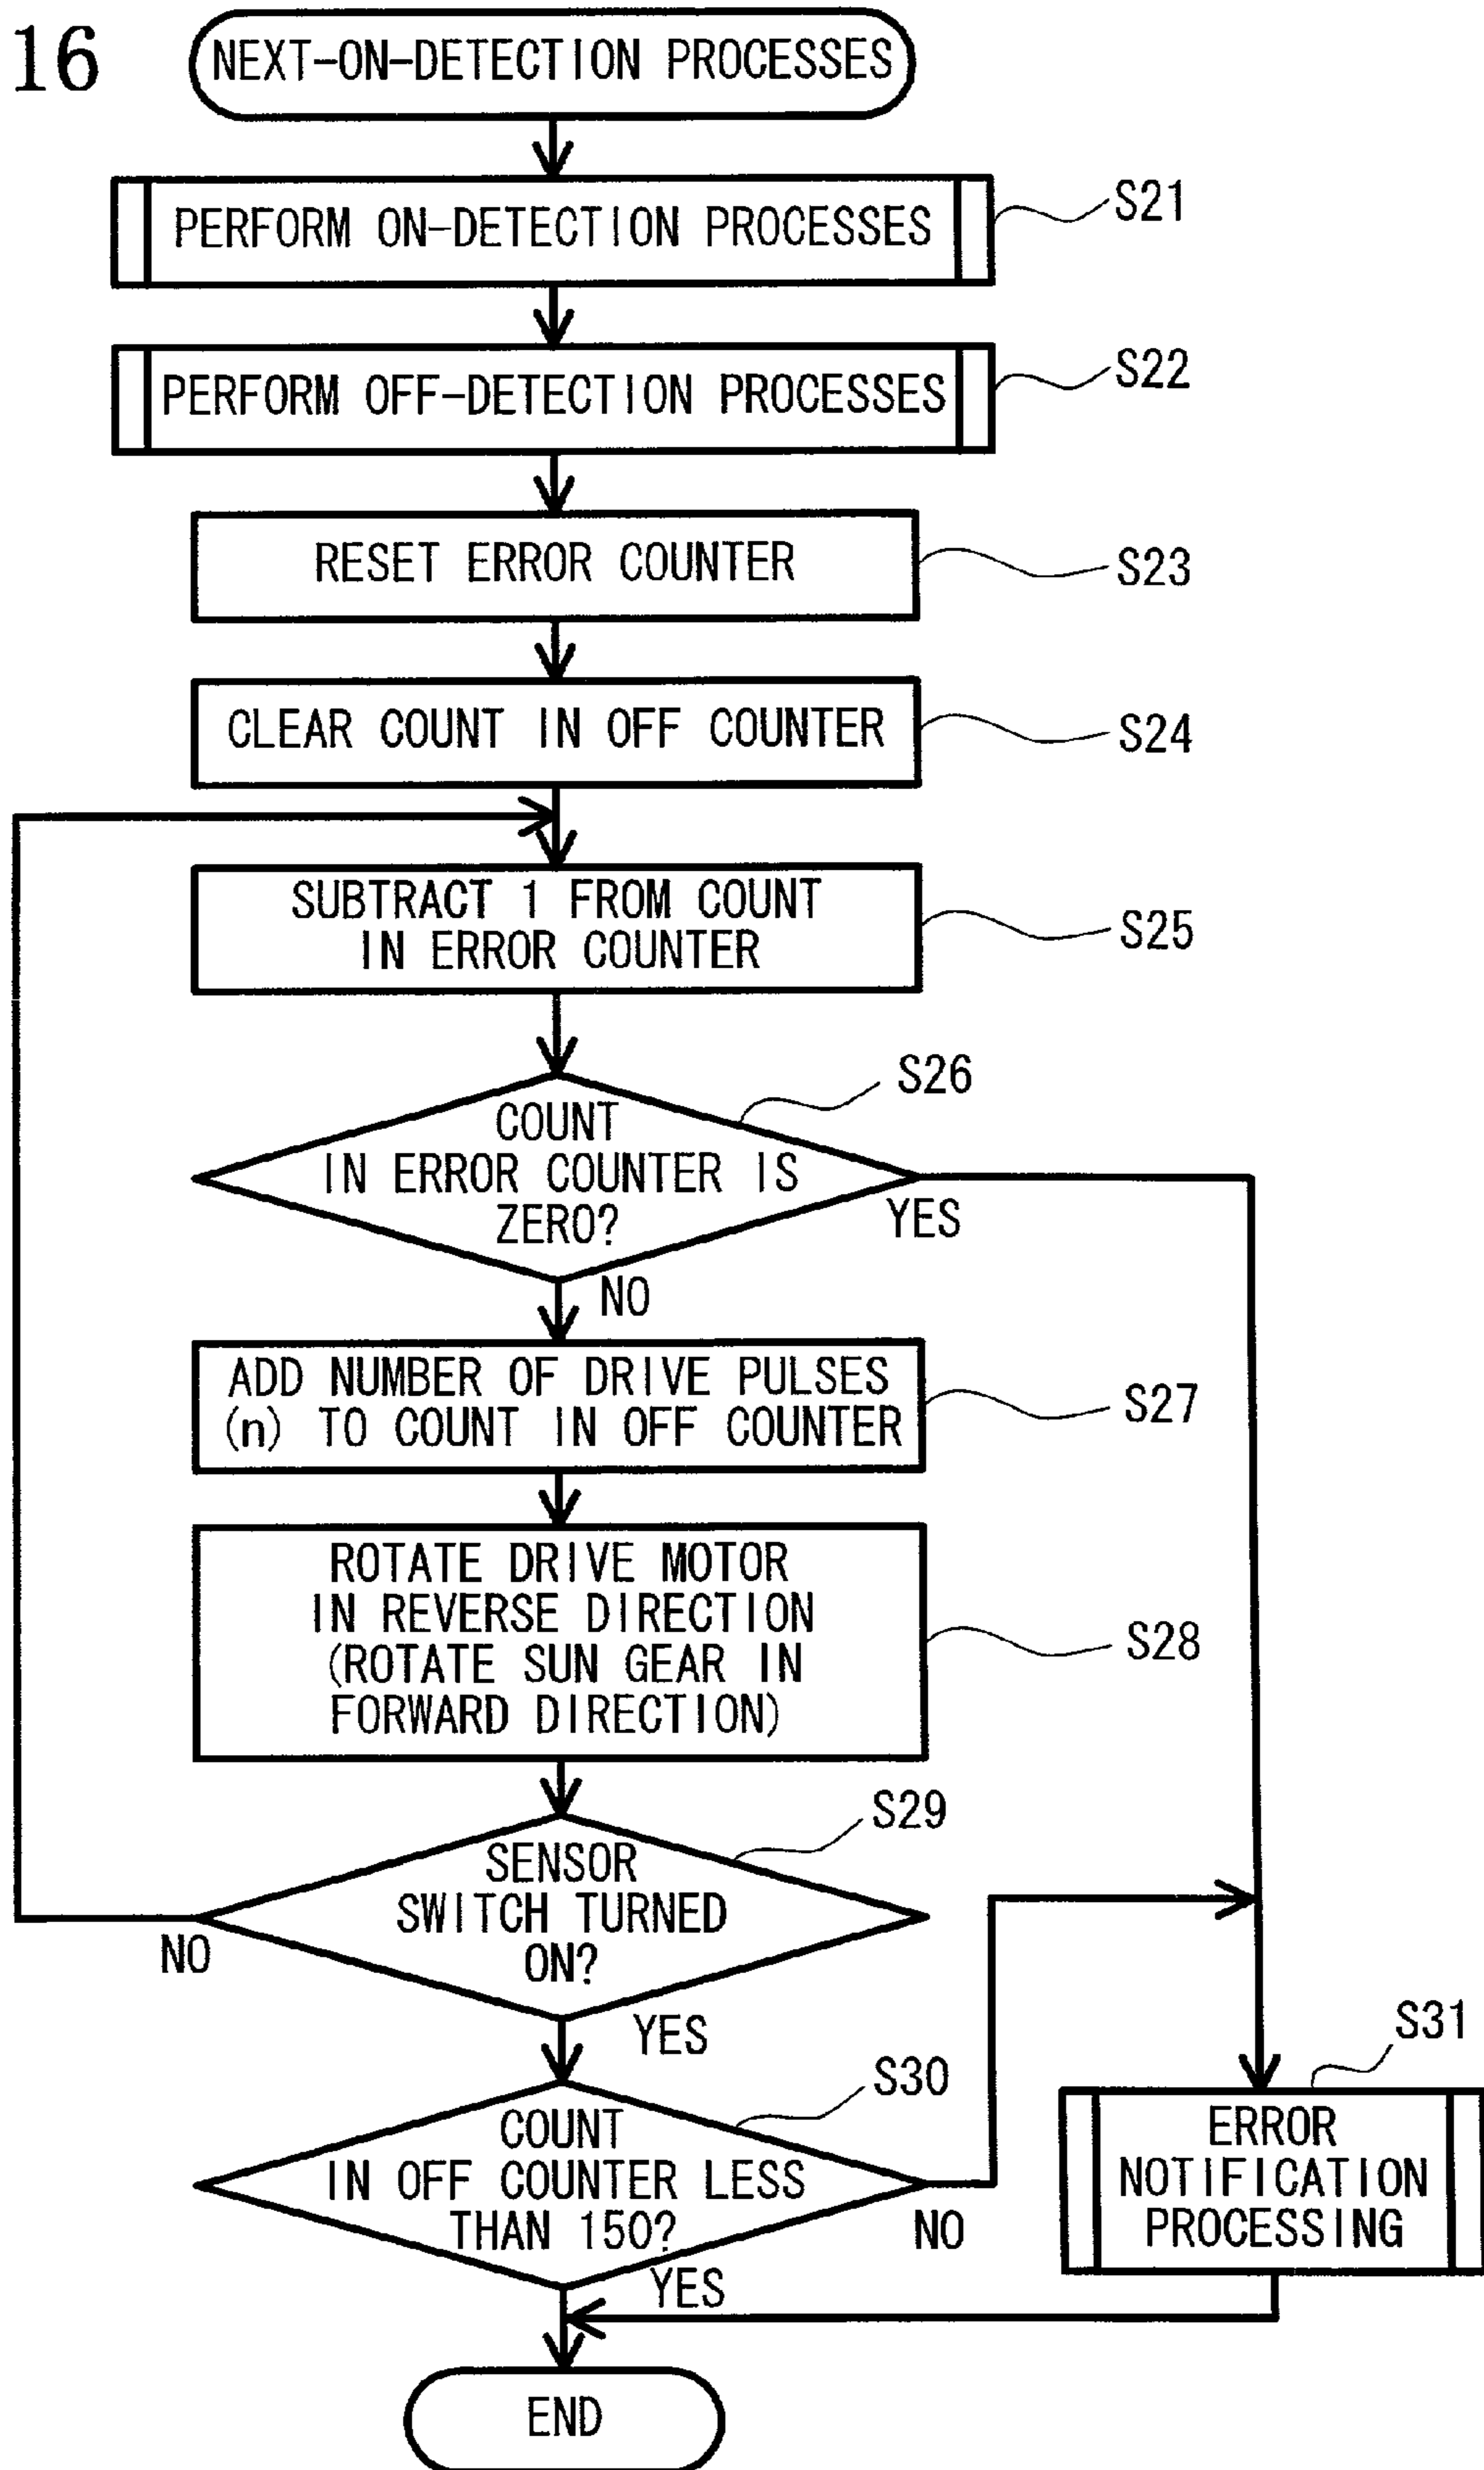 16
NEXT-ON-DETECTION PROCESSES
PERFORM ON-DETECTION PROCESSES
S21
PERFORM OFF-DETECTION PROCESSES
S22
RESET ERROR COUNTER
S23
CLEAR COUNT IN OFF COUNTER
S24
SUBTRACT 1 FROM COUNT
IN ERROR COUNTER
S25
S26
COUNT
IN ERROR COUNTER IS
ZERO?
YES
NO
ADD NUMBER OF DRIVE PULSES
(n) TO COUNT IN OFF COUNTER
S27
ROTATE DRIVE MOTOR
IN REVERSE DIRECTION
(ROTATE SUN GEAR IN
FORWARD DIRECTION)
S28
S29
SENSOR
SWITCH TURNED
ON?
NO
YES
S30
COUNT
IN OFF COUNTER LESS
THAN 150?
NO
YES
S31
ERROR
NOTIFICATION
PROCESSING
END